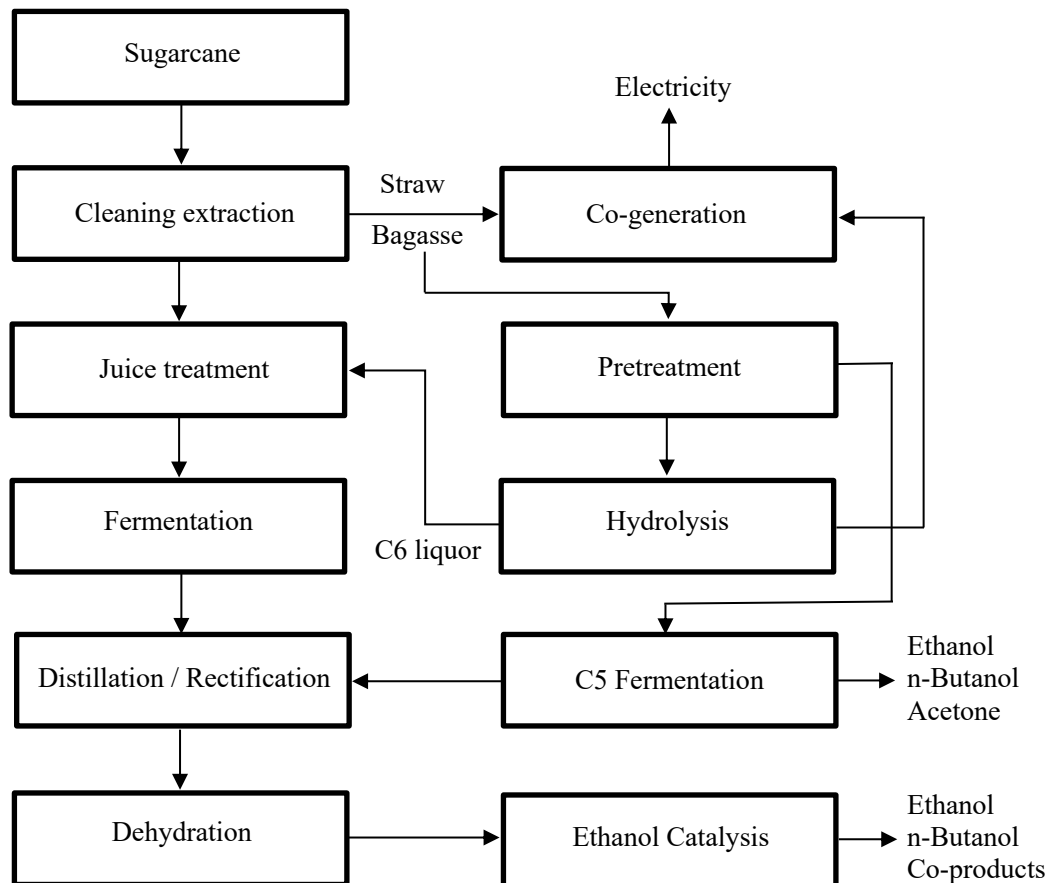 Sugarcane
Electricity
Cleaning extraction
Straw
Bagasse
Co-generation
Juice treatment
Pretreatment
Fermentation
C6 liquor
Hydrolysis
Distillation / Rectification
C5 Fermentation
Ethanol
n-Butanol
Acetone
Dehydration
Ethanol Catalysis
Ethanol
n-Butanol
Co-products